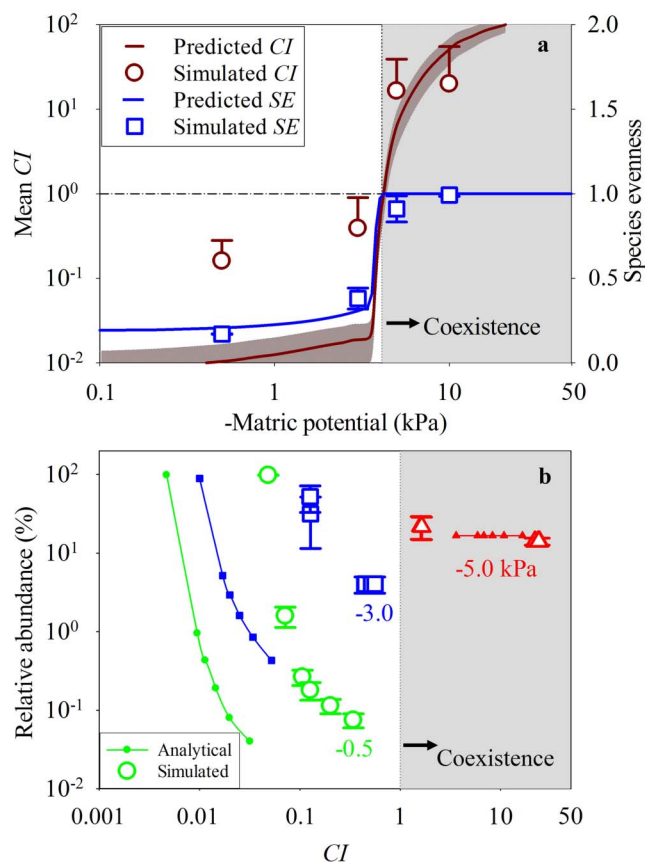 a
Predicted CI
Simulated CI
Predicted SE
Simulated SE
10²
10¹
10⁰
10⁻¹
10⁻²
Mean CI
2.0
1.5
1.0
0.5
0.0
Species evenness
Coexistence
0.1
1
10
50
-Matric potential (kPa)
b
10²
10¹
10⁰
10⁻¹
10⁻²
Relative abundance (%)
-5.0 kPa
-3.0
-0.5
Analytical
Simulated
Coexistence
0.001
0.01
0.1
1
10
50
CI